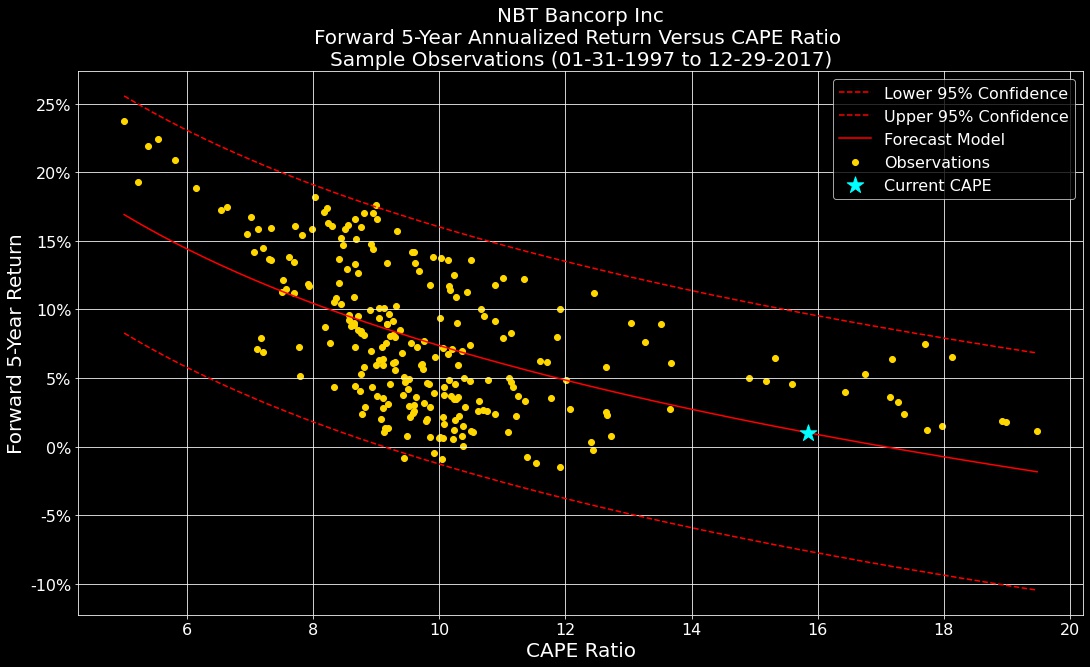 NBT Bancorp Inc
Forward 5-Year Annualized Return Versus CAPE Ratio
Sample Observations (01-31-1997 to 12-29-2017)
Lower 95% Confidence
Upper 95% Confidence
Forecast Model
Observations
Current CAPE
Forward 5-Year Return
25%
20%
15%
10%
5%
0%
-5%
-10%
6 8 10 12 14 16 18 20
CAPE Ratio